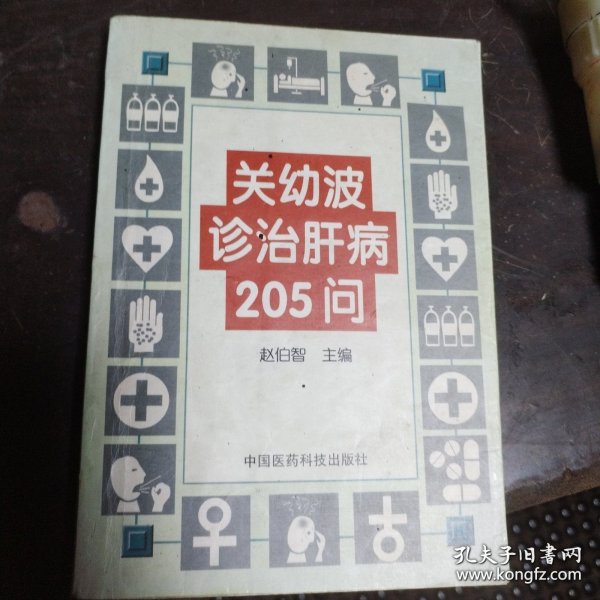 关幼波
诊治肝病
205问
赵伯智 主编
中国医药科技出版社
孔夫子旧书网
www.kongfz.com